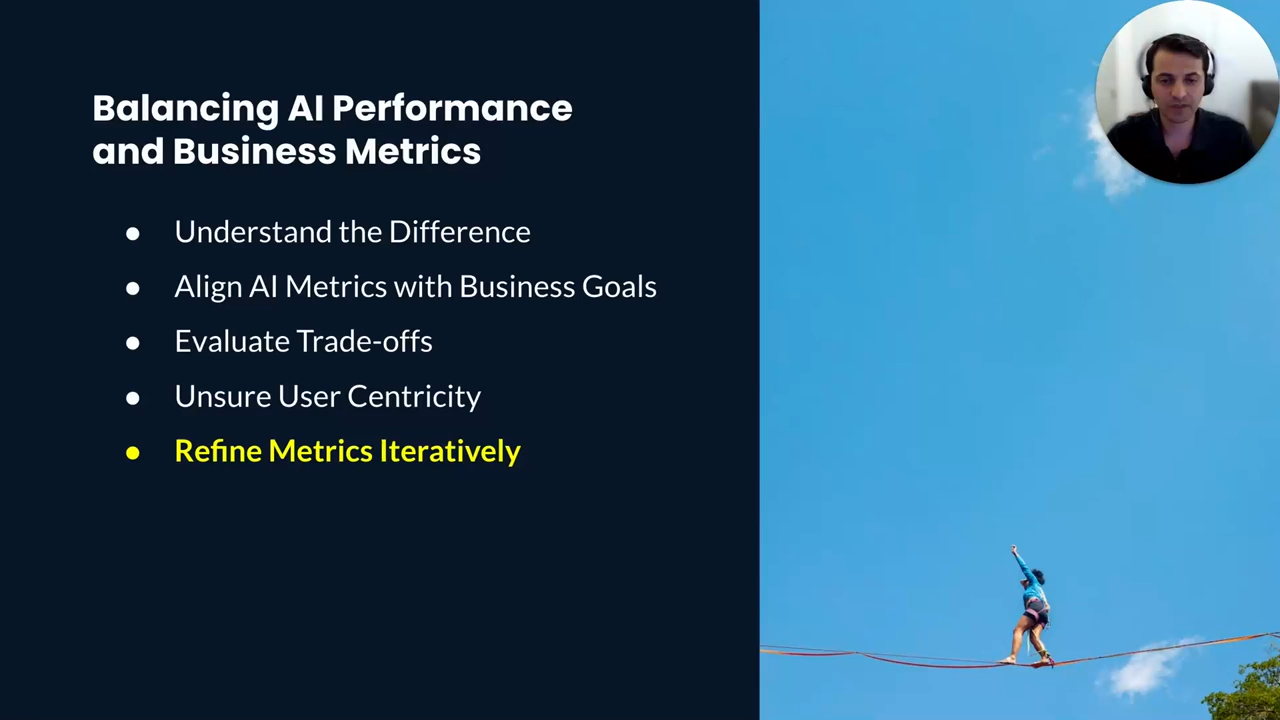 Balancing AI Performance
and Business Metrics
● Understand the Difference
● Align AI Metrics with Business Goals
● Evaluate Trade-offs
● Unsure User Centricity
● Refine Metrics Iteratively